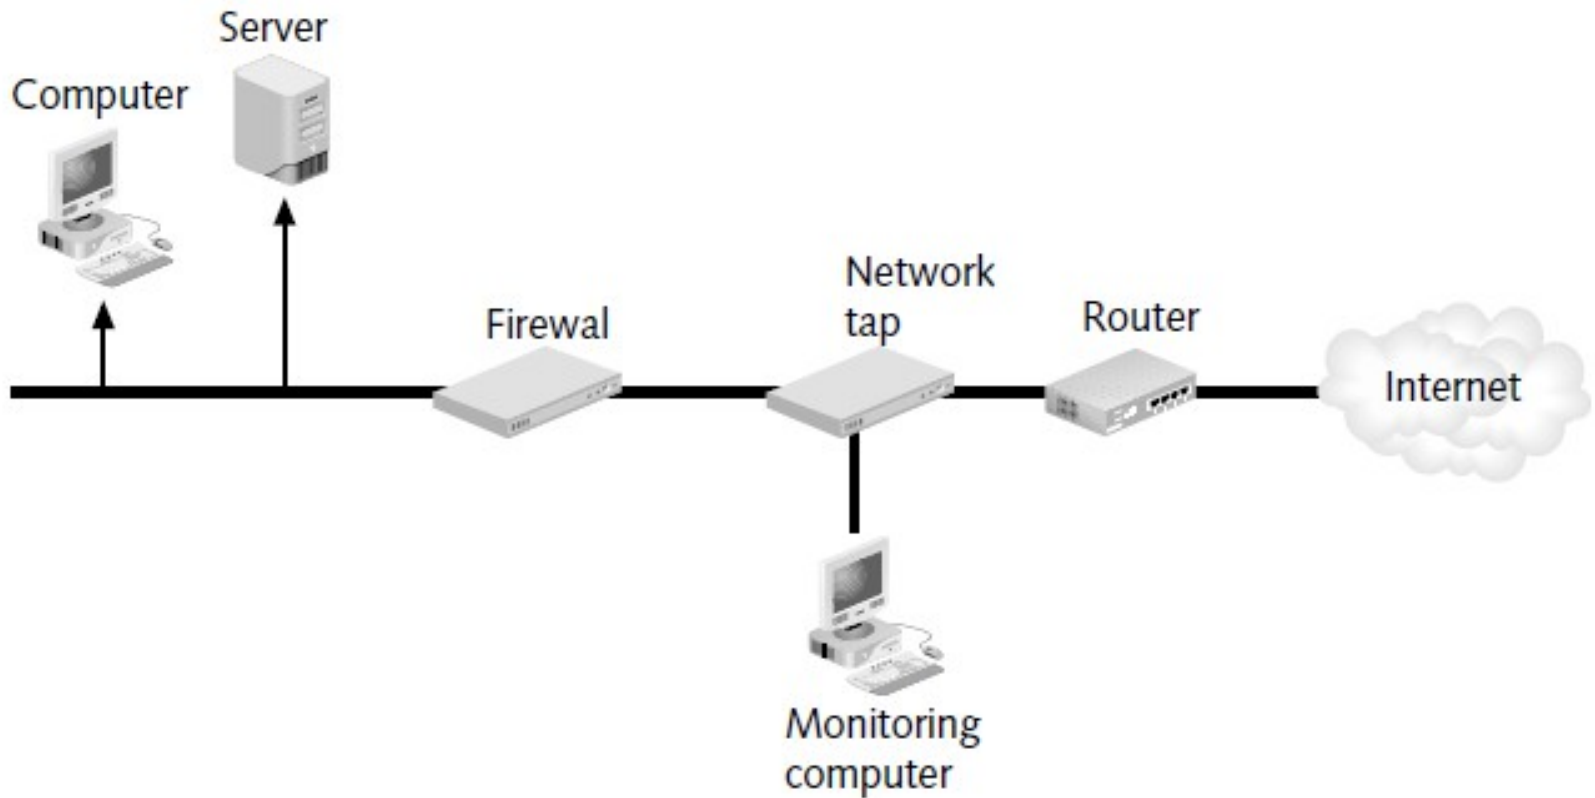 Server
Computer
Network
tap
Router
Firewal
Internet
Monitoring
computer